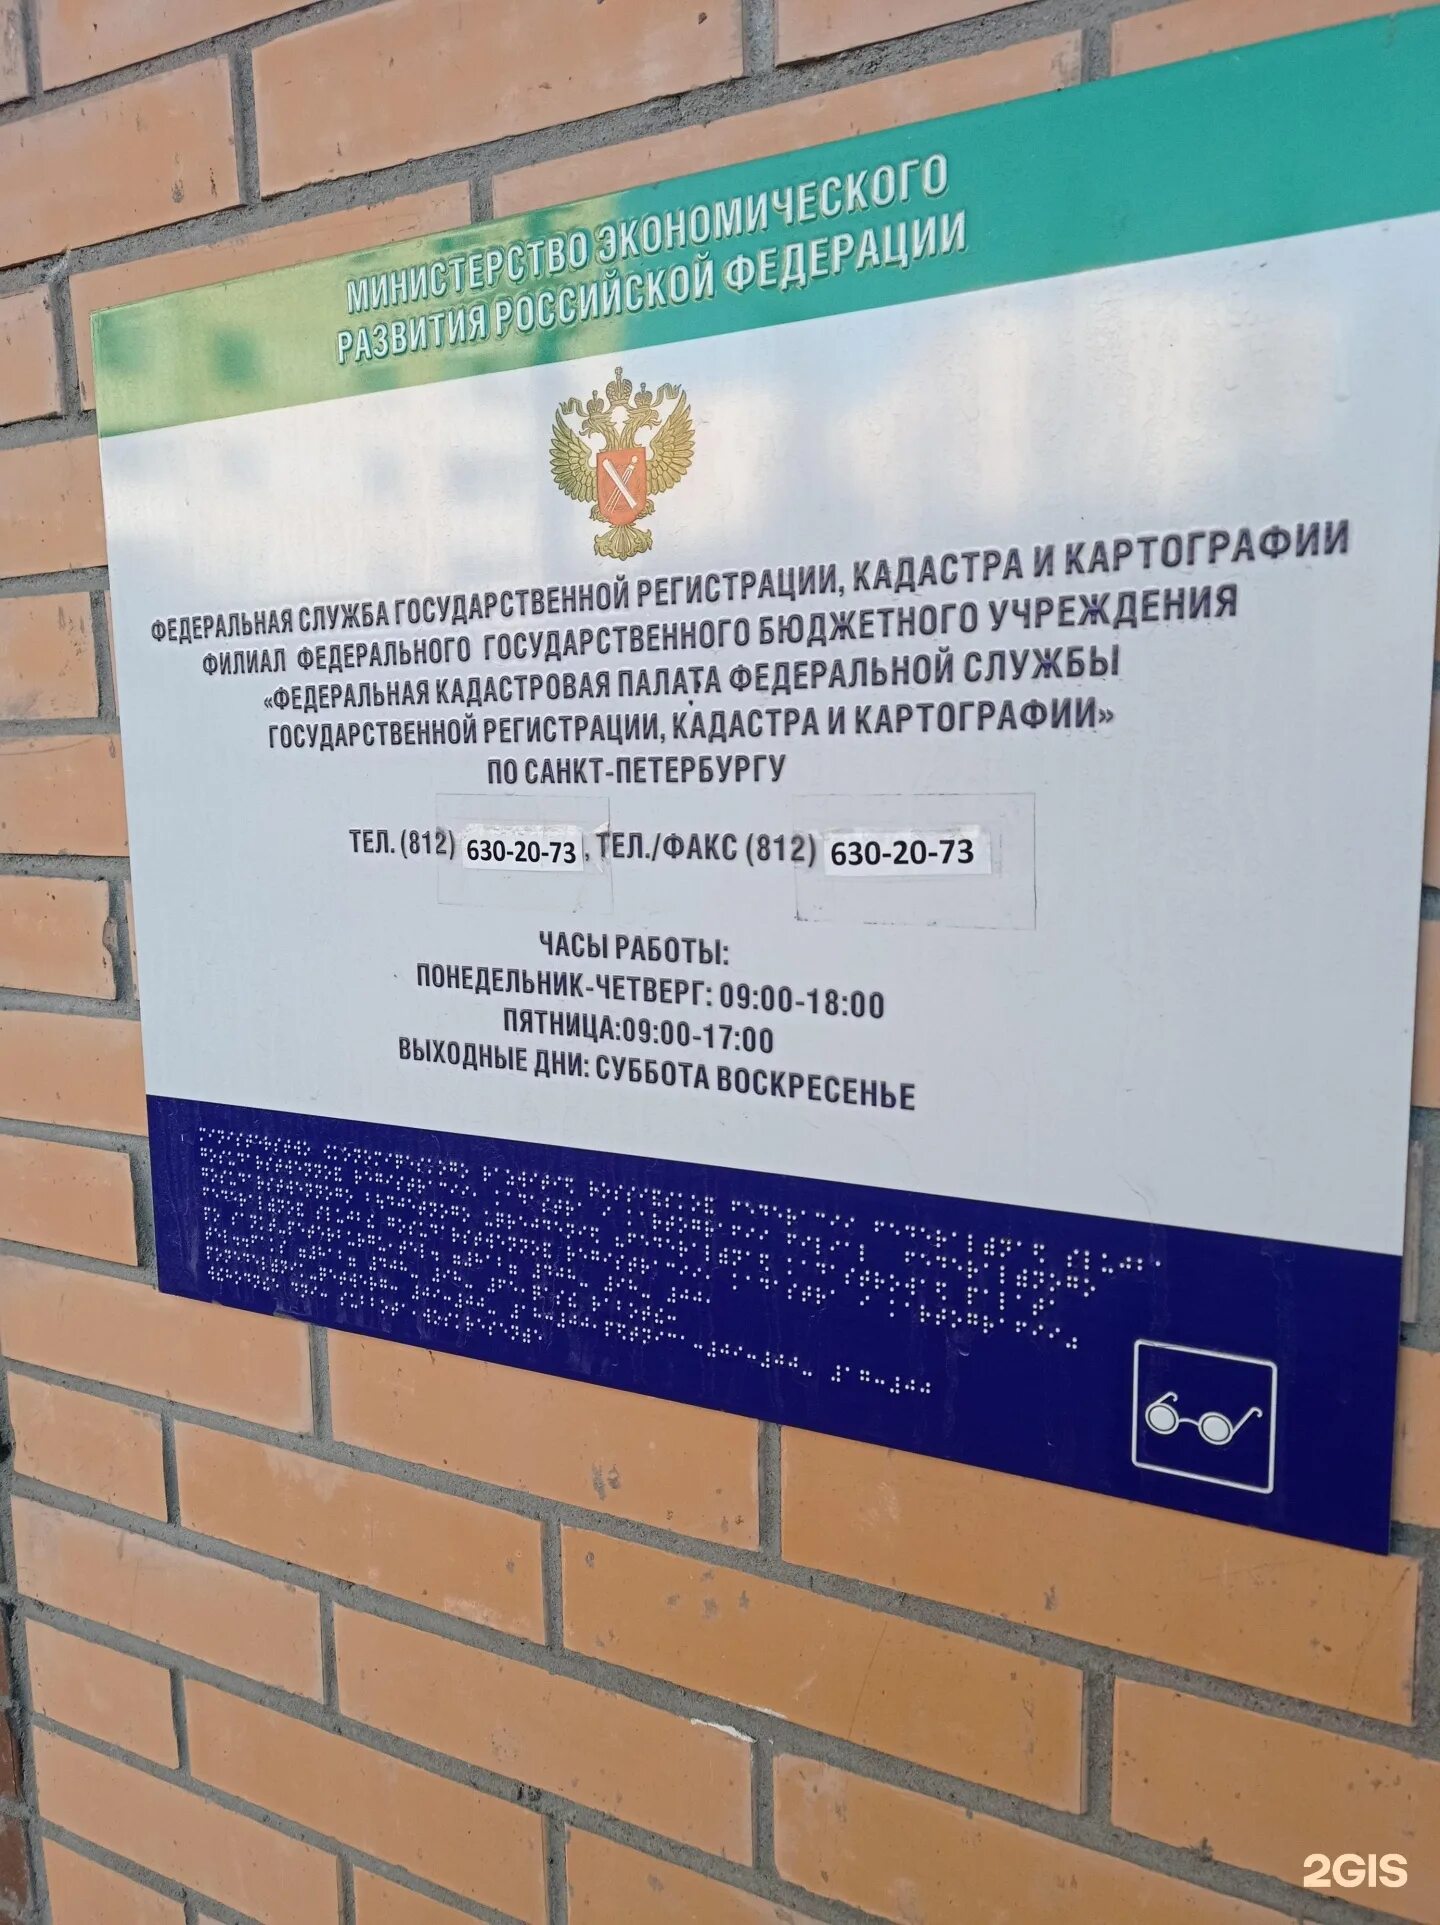 МИНИСТЕРСТВО ЭКОНОМИЧЕСКОГО
РАЗВИТИЯ РОССИЙСКОЙ ФЕДЕРАЦИИ
ФЕДЕРАЛЬНАЯ СЛУЖБА ГОСУДАРСТВЕННОЙ РЕГИСТРАЦИИ, КАДАСТРА И КАРТОГРАФИИ
ФИЛИАЛ ФЕДЕРАЛЬНОГО ГОСУДАРСТВЕННОГО БЮДЖЕТНОГО УЧРЕЖДЕНИЯ
«ФЕДЕРАЛЬНАЯ КАДАСТРОВАЯ ПАЛАТА ФЕДЕРАЛЬНОЙ СЛУЖБЫ
ГОСУДАРСТВЕННОЙ РЕГИСТРАЦИИ, КАДАСТРА И КАРТОГРАФИИ»
ПО САНКТ-ПЕТЕРБУРГУ
ТЕЛ. (812) 630-20-73, ТЕЛ./ФАКС (812) 630-20-73
ЧАСЫ РАБОТЫ:
ПОНЕДЕЛЬНИК-ЧЕТВЕРГ: 09:00-18:00
ПЯТНИЦА:09:00-17:00
ВЫХОДНЫЕ ДНИ: СУББОТА ВОСКРЕСЕНЬЕ
2GIS